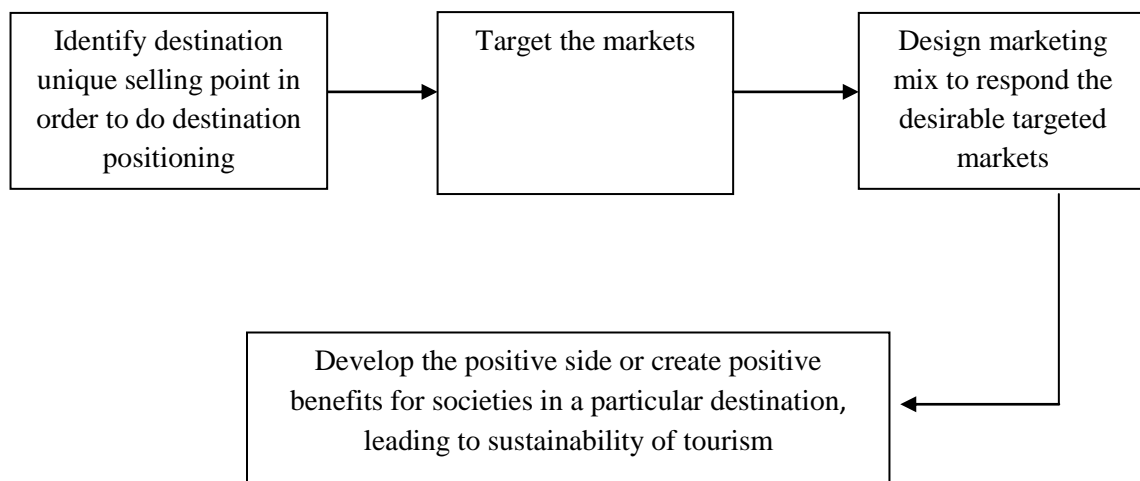 Identify destination
unique selling point in
order to do destination
positioning
Target the markets
Design marketing
mix to respond the
desirable targeted
markets
Develop the positive side or create positive
benefits for societies in a particular destination,
leading to sustainability of tourism